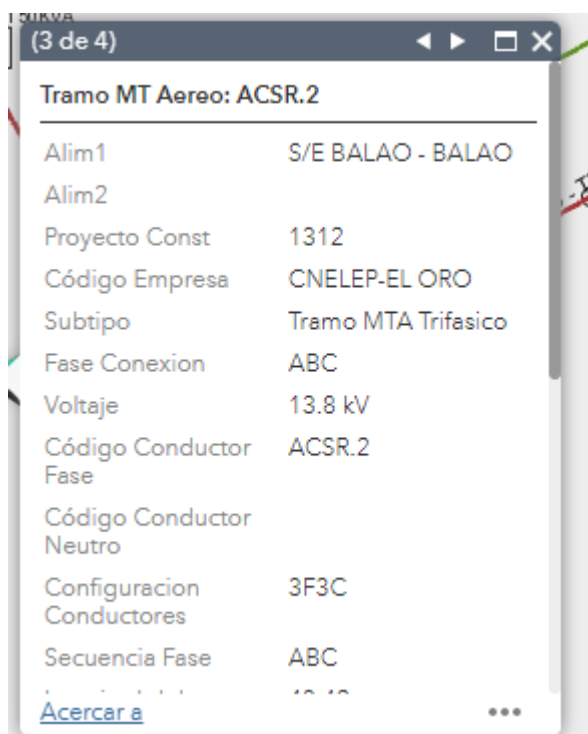 50KVA
(3 de 4)
Tramo MT Aereo: ACSR.2
Alim1 S/E BALAO - BALAO
Alim2
Proyecto Const 1312
Código Empresa CNELEP-EL ORO
Subtipo Tramo MTA Trifasico
Fase Conexion ABC
Voltaje 13.8 kV
Código Conductor ACSR.2
Fase
Código Conductor
Neutro
Configuracion 3F3C
Conductores
Secuencia Fase ABC
Acercar a